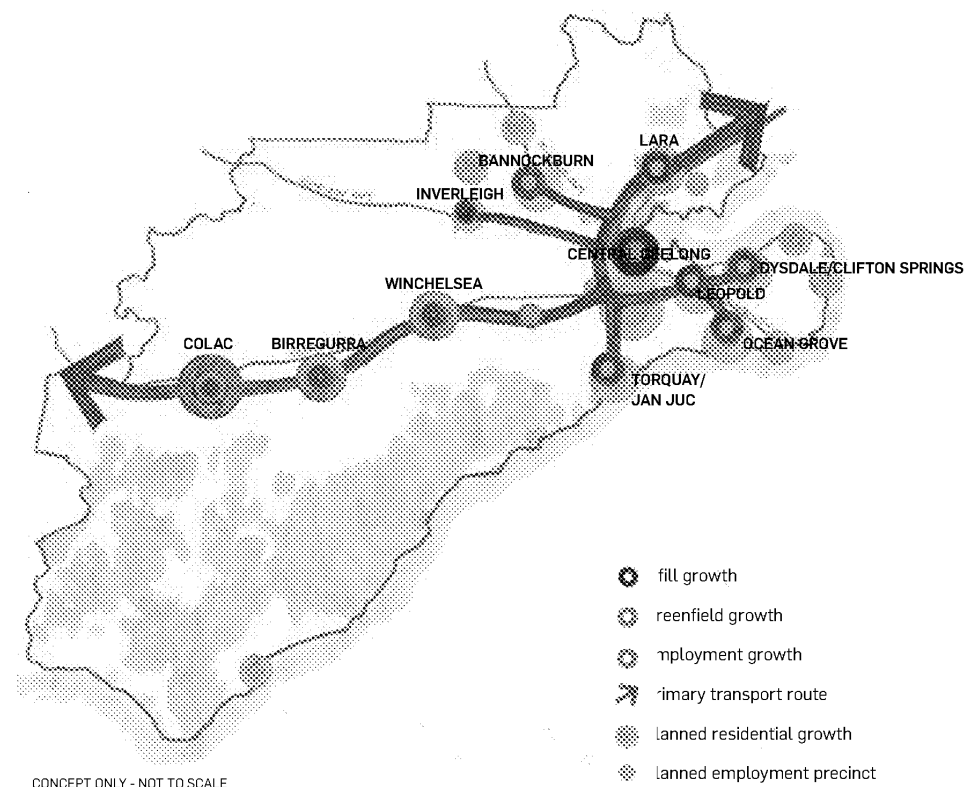 LARA
BANNOCKBURN
INVERLEIGH
CENTRAL GEELONG
DYSDALE/CLIFTON SPRINGS
WINCHELSEA
LEOPOLD
COLAC
BIRREGURRA
OCEAN GROVE
TORQUAY/
JAN JUC
fill growth
reenfield growth
mployment growth
rimary transport route
lanned residential growth
lanned employment precinct
CONCEPT ONLY - NOT TO SCALE